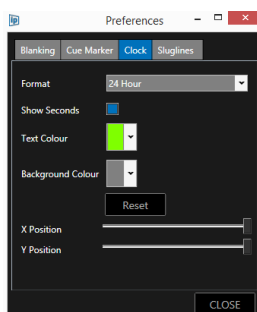 Preferences
Blanking Cue Marker Clock Sluglines
Format 24 Hour
Show Seconds
Text Colour
Background Colour
Reset
X Position
Y Position
CLOSE